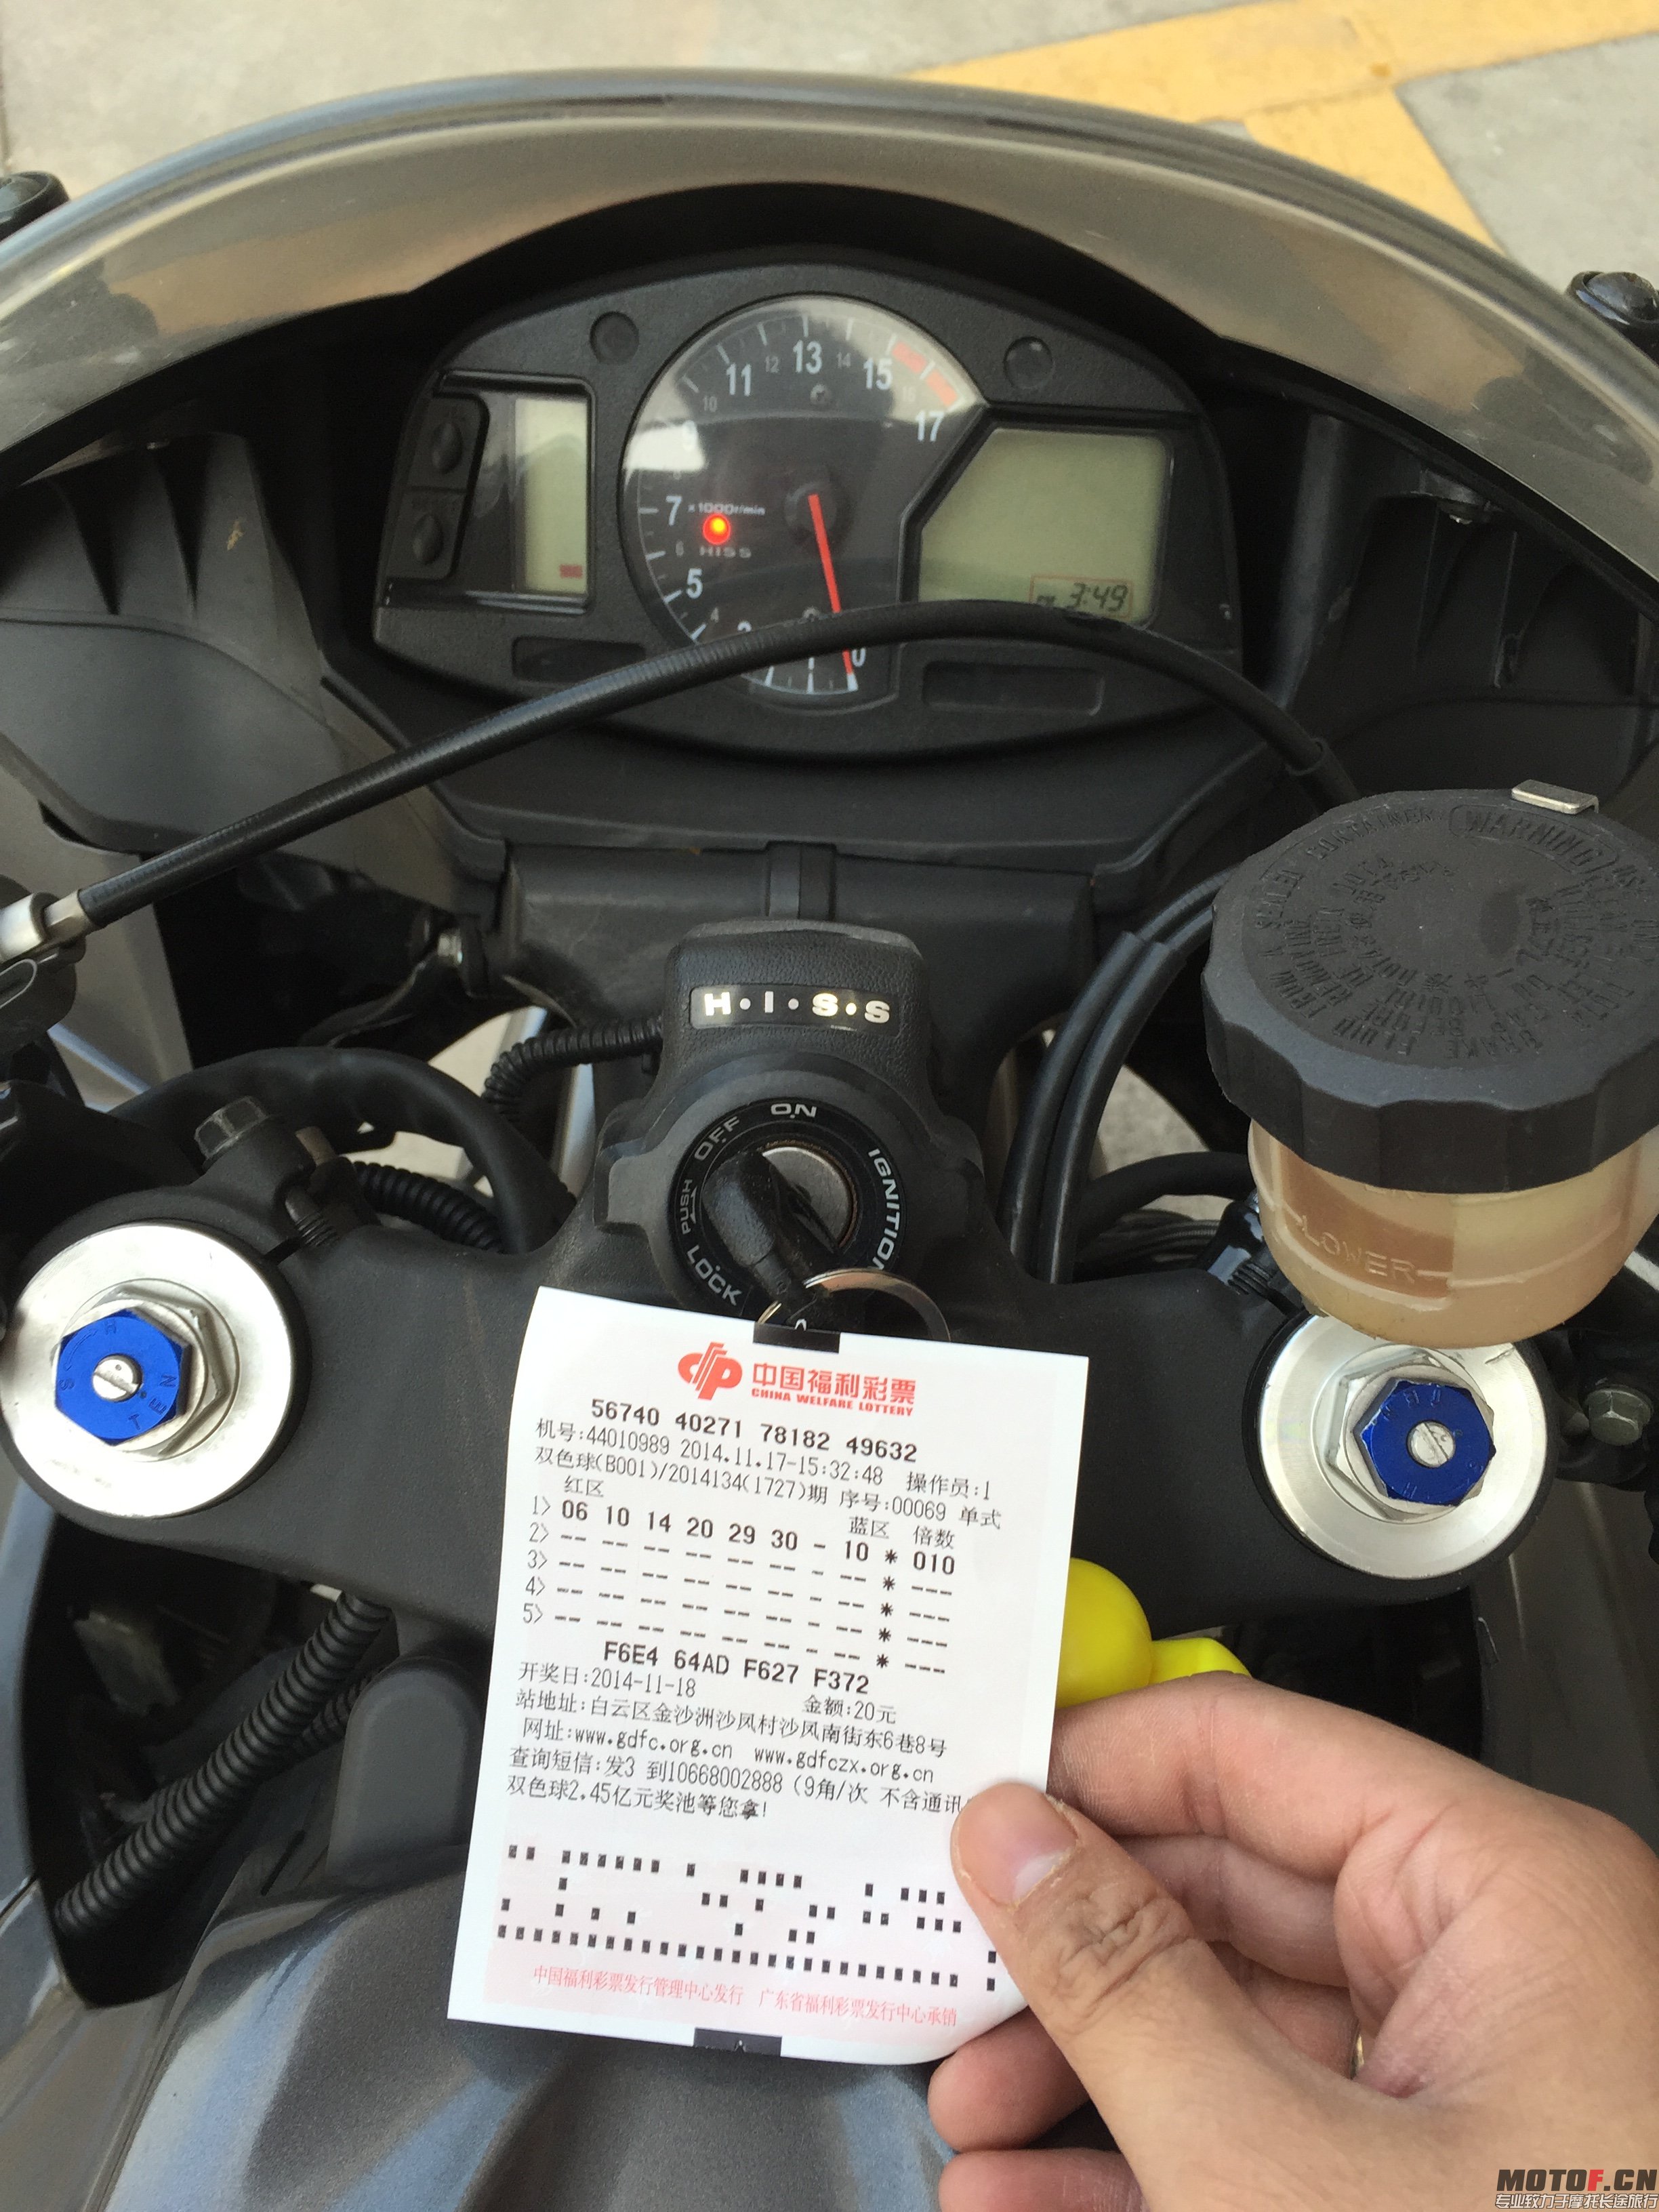 11 12 13 14 15 16 17
10
9
7 ×1000r/min
6 HISS
5
4
1 0
3:49
WARNING
LOWER
H·I·S·S
ON
OFF
PUSH
LOCK
IGNITION
中国福利彩票
CHINA WELFARE LOTTERY
56740 40271 78182 49632
机号:44010989 2014.11.17-15:32:48 操作员:1
双色球(B001)/2014134(1727)期 序号:00069 单式
红区 蓝区 倍数
1> 06 10 14 20 29 30 - 10 * 010
2> -- -- -- -- -- -- - -- * ---
3> -- -- -- -- -- -- - -- * ---
4> -- -- -- -- -- -- - -- * ---
5> -- -- -- -- -- -- - -- * ---
F6E4 64AD F627 F372
开奖日:2014-11-18 金额:20元
站地址:白云区金沙洲沙凤村沙凤南街东6巷8号
网址:www.gdfc.org.cn www.gdfczx.org.cn
查询短信:发3 到10668002888 (9角/次 不含通讯
双色球2.45亿元奖池等您拿!
中国福利彩票发行管理中心发行 广东省福利彩票发行中心承销
MOTOF.CN
专业致力于摩托长途旅行